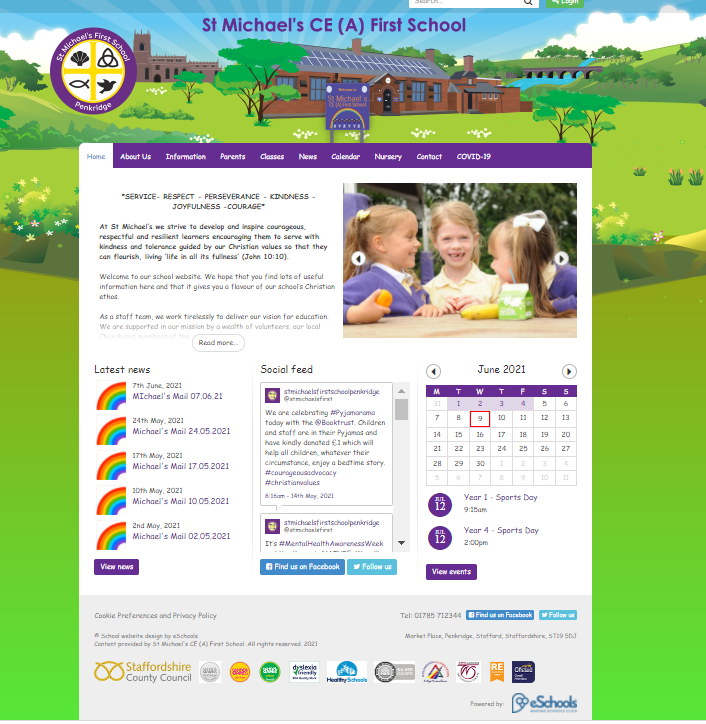 Search...
Login
St Michael's CE (A) First School
St Michael's First School
Penkridge
Welcome to
St Michael's
CE (A) First School
Home
About Us
Information
Parents
Classes
News
Calendar
Nursery
Contact
COVID-19
*SERVICE- RESPECT - PERSEVERANCE - KINDNESS -
JOYFULNESS -COURAGE*
At St Michael's we strive to develop and inspire courageous,
respectful and resilient learners encouraging them to serve with
kindness and tolerance guided by our Christian values so that they
can flourish, living 'life in all its fullness' (John 10:10).
Welcome to our school website. We hope that you find lots of useful
information here and that it gives you a flavour of our school's Christian
ethos.
As a staff team, we work tirelessly to deliver our vision for education.
We are supported in our mission by a wealth of volunteers, our local
Read more...
Latest news
7th June, 2021
MIchael's Mail 07.06.21
24th May, 2021
Michael's Mail 24.05.2021
17th May, 2021
Michael's Mail 17.05.2021
10th May, 2021
Michael's Mail 10.05.2021
2nd May, 2021
Michael's Mail 02.05.2021
View news
Social feed
stmichaelsfirstschoolpenkridge
@stmichaelsfirst
We are celebrating #Pyjamarama
today with the @Booktrust. Children
and staff are in their Pyjamas and
have kindly donated £1 which will
help all children, whatever their
circumstance, enjoy a bedtime story.
#courageousadvocacy
#christianvalues
8:16am - 14th May, 2021
stmichaelsfirstschoolpenkridge
@stmichaelsfirst
It's #MentalHealthAwarenessWeek
Find us on Facebook
Follow us
June 2021
M T W T F S S
31 1 2 3 4 5 6
7 8 9 10 11 12 13
14 15 16 17 18 19 20
21 22 23 24 25 26 27
28 29 30 1 2 3 4
5 6 7 8 9 10 11
JUL
12
Year 1 - Sports Day
9:15am
JUL
12
Year 4 - Sports Day
2:00pm
View events
Cookie Preferences and Privacy Policy
Tel: 01785 712344
Find us on Facebook
Follow us
© School website design by eSchools.
Content provided by St Michael's CE (A) First School. All rights reserved. 2021
Market Place, Penkridge, Stafford, Staffordshire, ST19 5DJ
Staffordshire
County Council
dyslexia
friendly
Healthy Schools
RE
Ofsted
Powered by:
eSchools